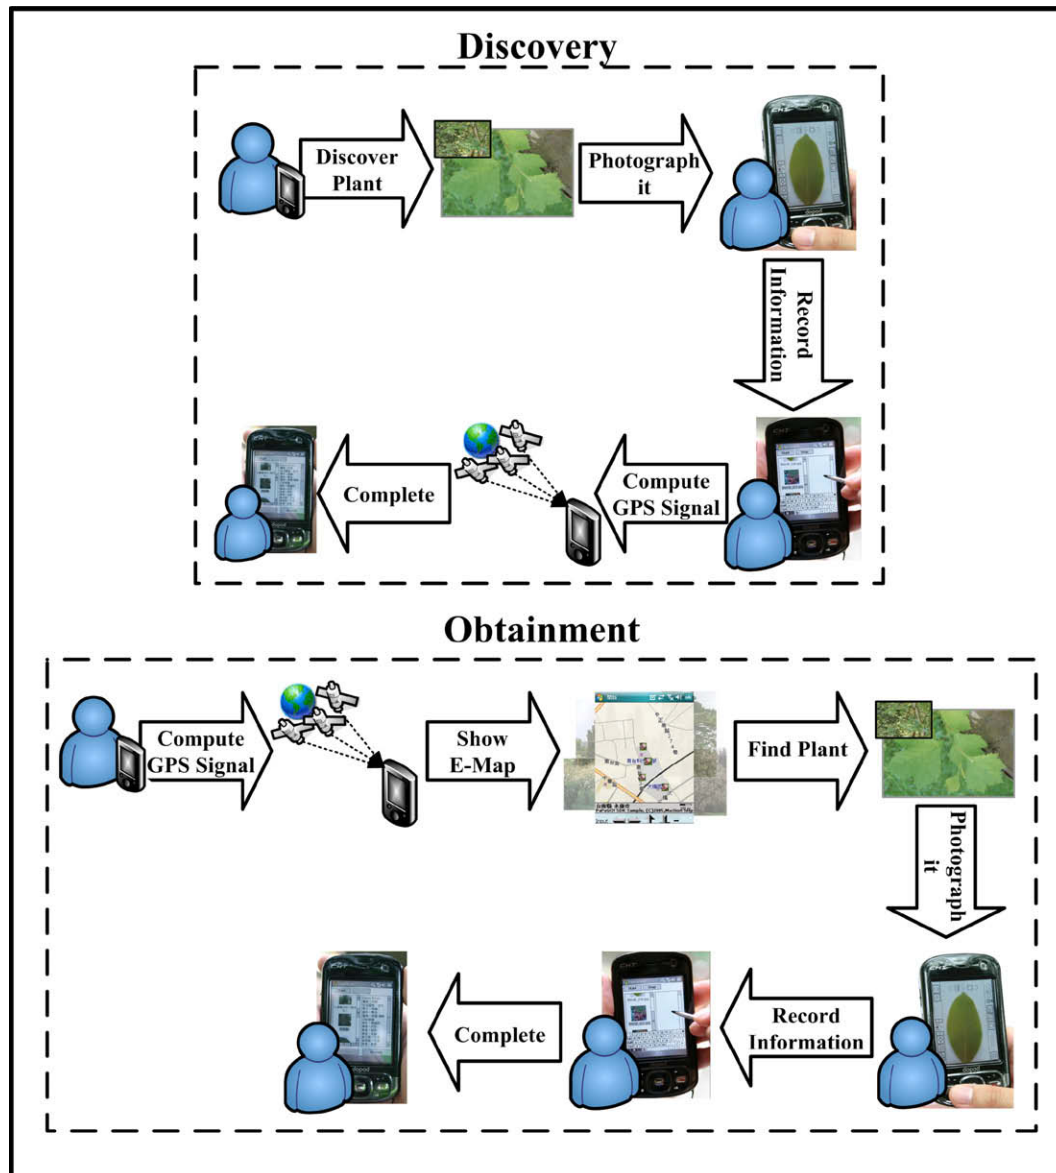 Discovery
Discover
Plant
Photograph
it
Record
Information
Compute
GPS Signal
Complete
Obtainment
Compute
GPS Signal
Show
E-Map
Find Plant
Photograph
it
Record
Information
Complete